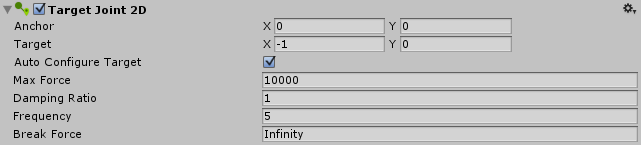 Target Joint 2D
Anchor X 0 Y 0
Target X -1 Y 0
Auto Configure Target
Max Force 10000
Damping Ratio 1
Frequency 5
Break Force Infinity